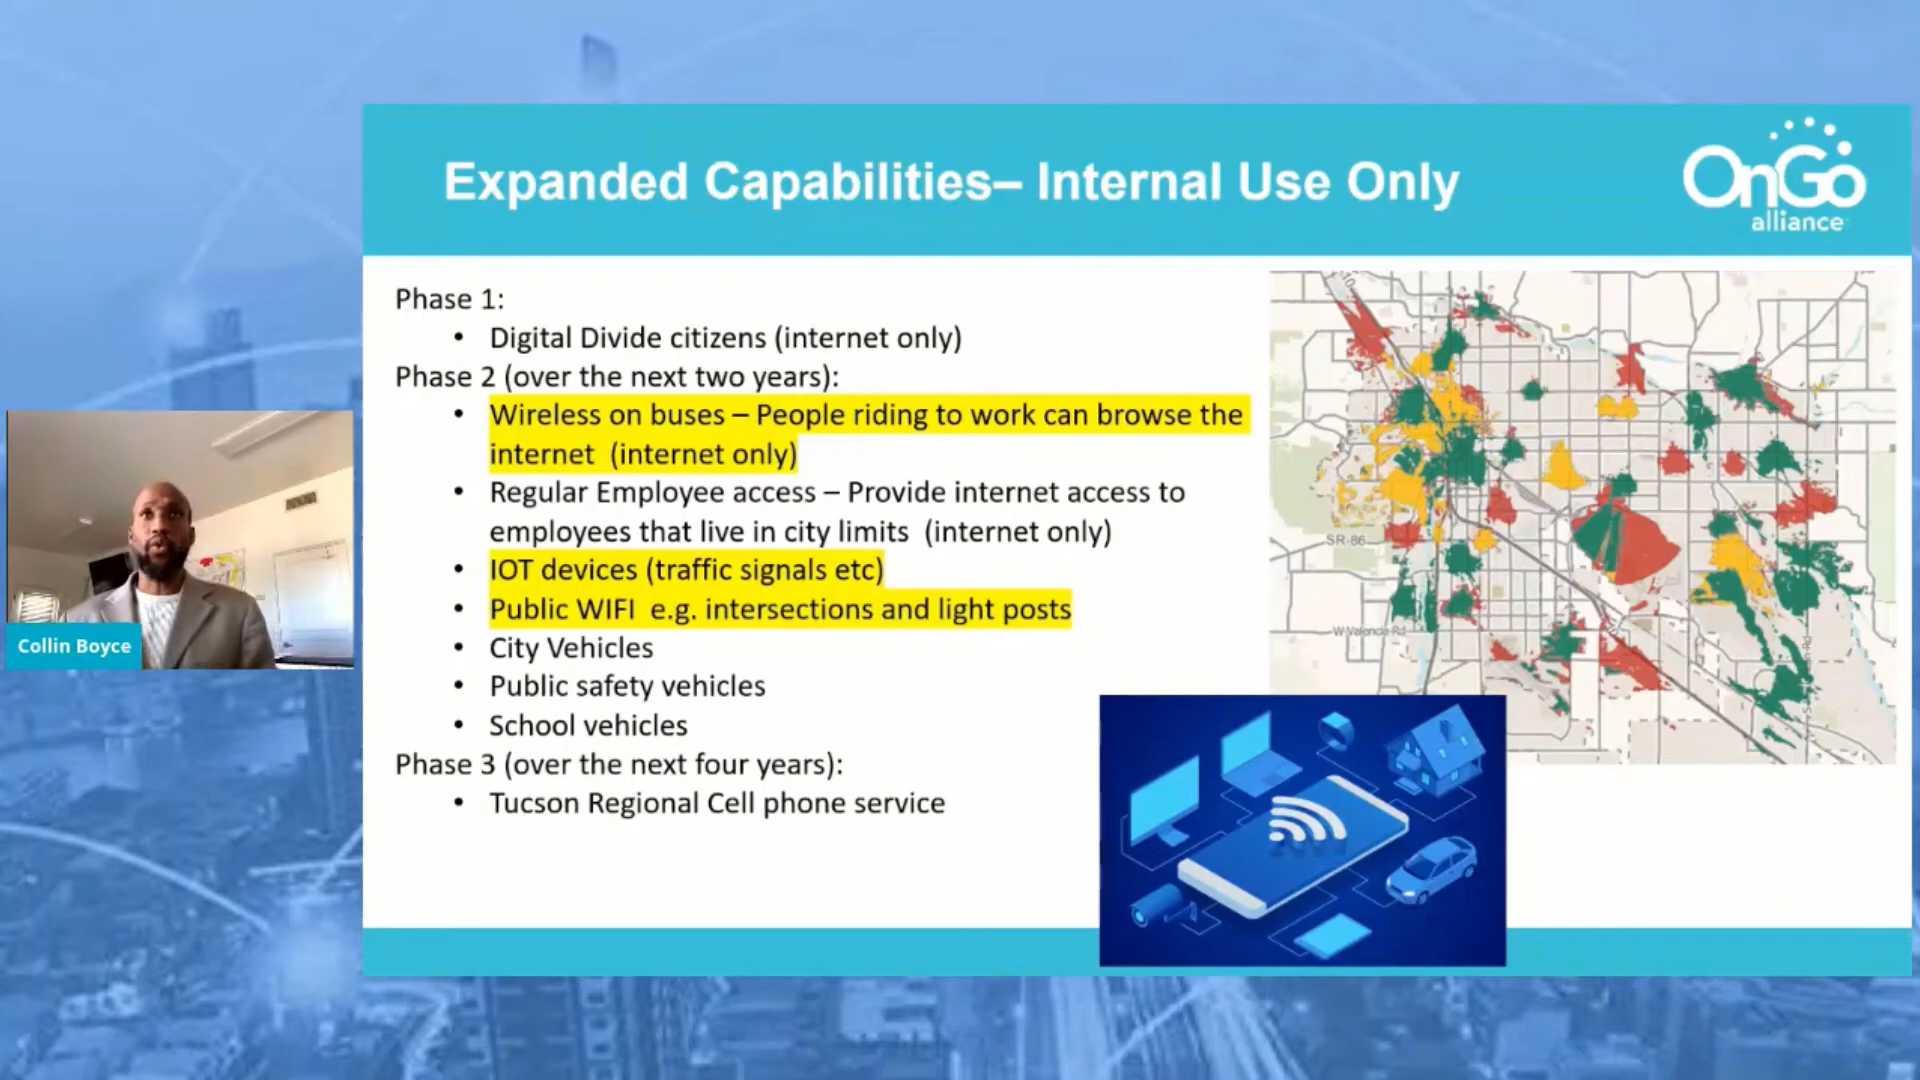 Expanded Capabilities– Internal Use Only
OnGo
alliance
Phase 1:
• Digital Divide citizens (internet only)
Phase 2 (over the next two years):
• Wireless on buses – People riding to work can browse the
internet (internet only)
• Regular Employee access – Provide internet access to
employees that live in city limits (internet only)
• IOT devices (traffic signals etc)
• Public WIFI e.g. intersections and light posts
• City Vehicles
• Public safety vehicles
• School vehicles
Phase 3 (over the next four years):
• Tucson Regional Cell phone service
SR-86
W Valencia Rd
Collin Boyce